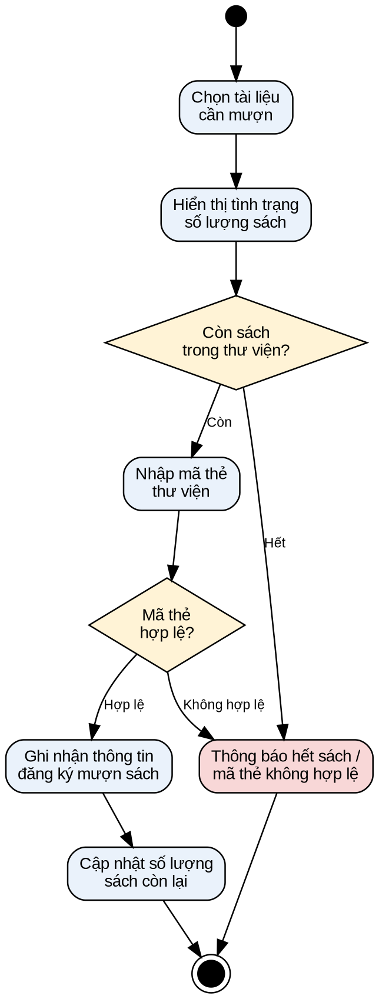 Chọn tài liệu
cần mượn
Hiển thị tình trạng
số lượng sách
Còn sách
trong thư viện?
Còn
Nhập mã thẻ
thư viện
Hết
Mã thẻ
hợp lệ?
Hợp lệ
Không hợp lệ
Ghi nhận thông tin
đăng ký mượn sách
Thông báo hết sách /
mã thẻ không hợp lệ
Cập nhật số lượng
sách còn lại